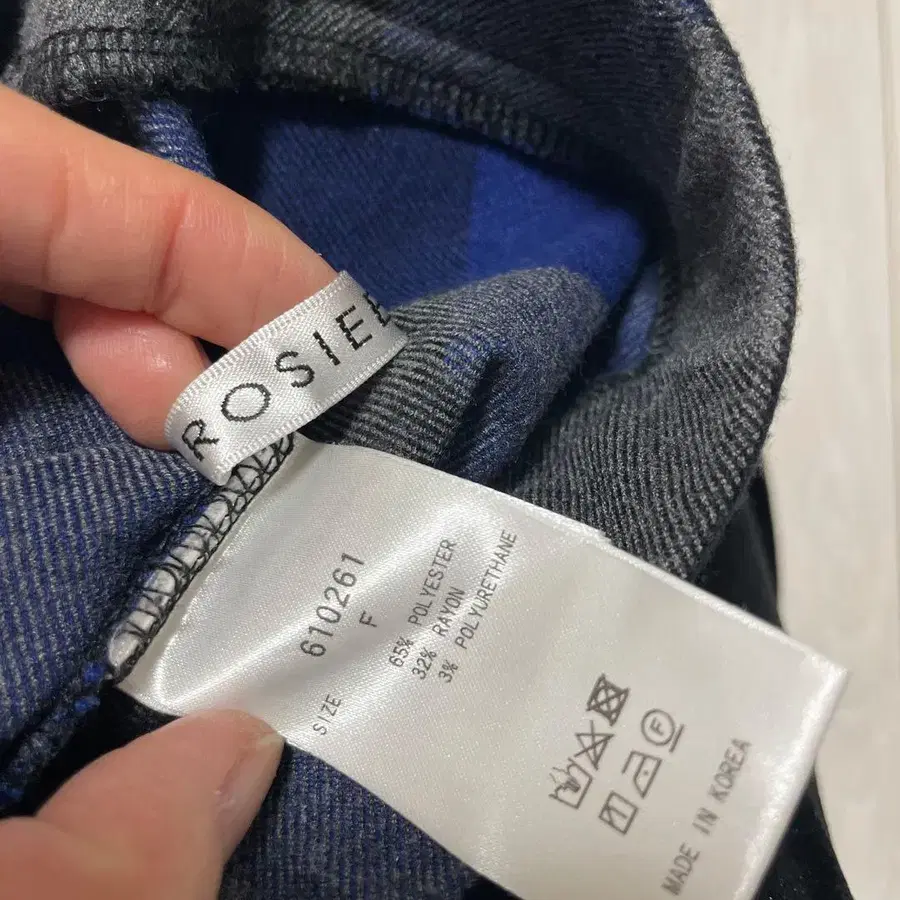 ROSIEE
610261
SIZE F
65% POLYESTER
32% RAYON
3% POLYURETHANE
F
MADE IN KOREA